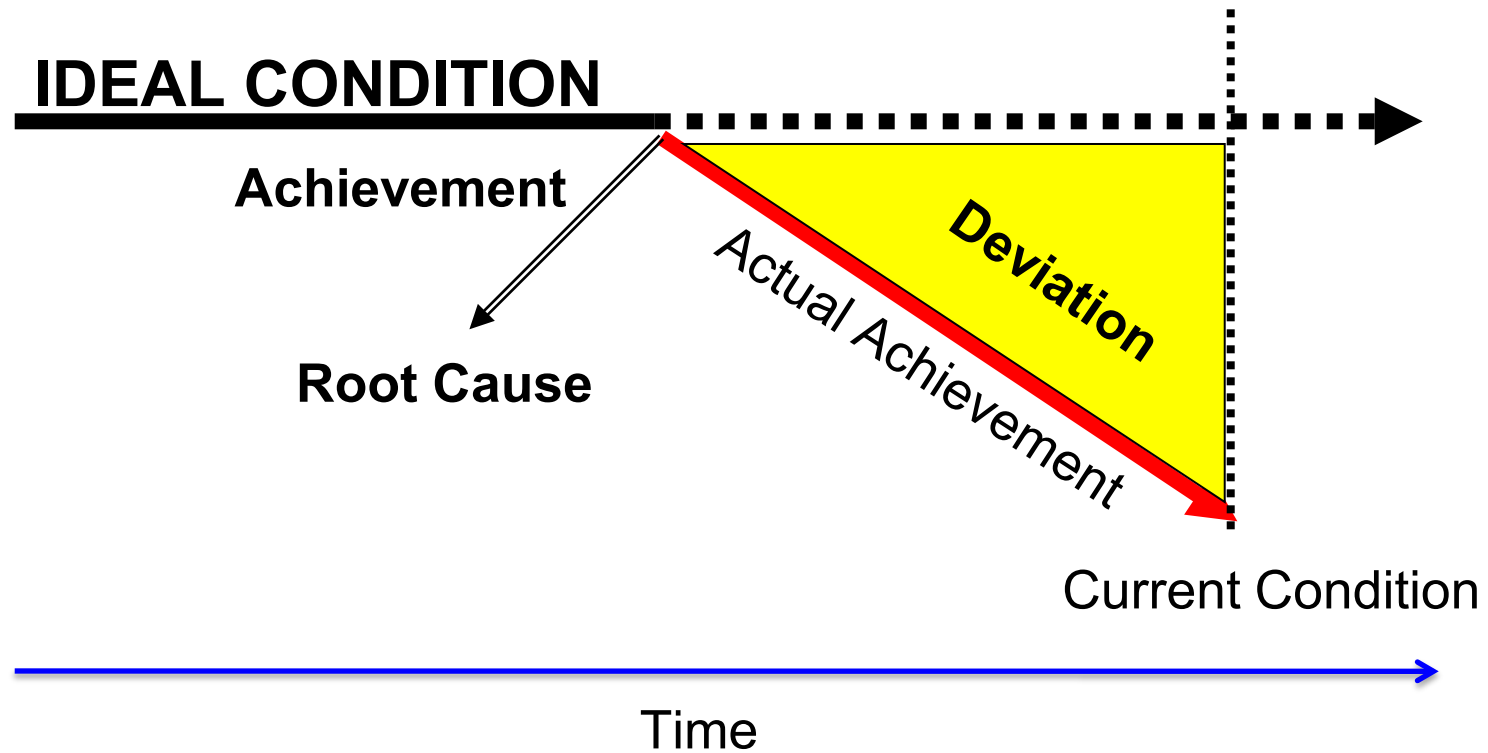 IDEAL CONDITION
Achievement
Deviation
Actual Achievement
Root Cause
Current Condition
Time